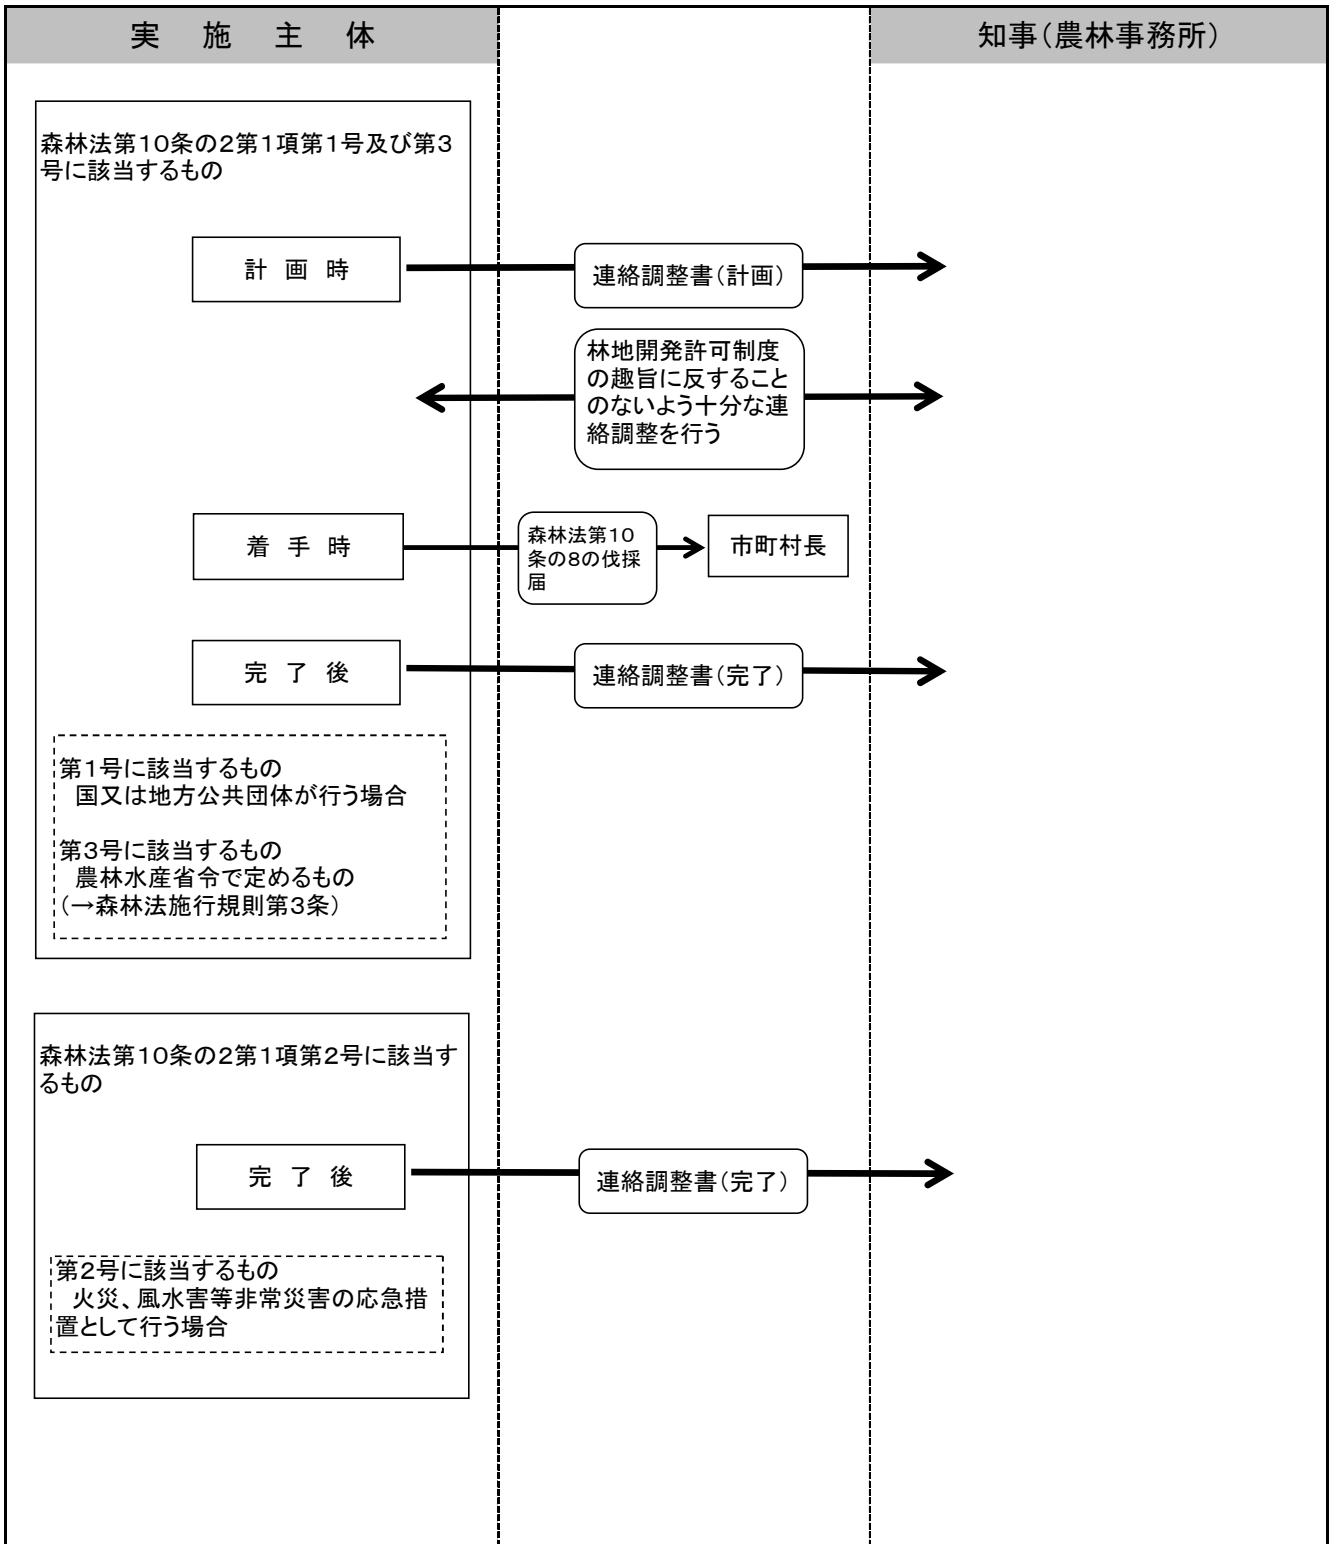 実施主体
知事（農林事務所）
森林法第１０条の２第１項第１号及び第３
号に該当するもの
計画時
連絡調整書（計画）
林地開発許可制度
の趣旨に反すること
のないよう十分な連
絡調整を行う
着手時
森林法第１０
条の８の伐採
届
市町村長
完了後
連絡調整書（完了）
第１号に該当するもの
国又は地方公共団体が行う場合
第３号に該当するもの
農林水産省令で定めるもの
（→森林法施行規則第３条）
森林法第１０条の２第１項第２号に該当す
るもの
完了後
連絡調整書（完了）
第２号に該当するもの
火災、風水害等非常災害の応急措
置として行う場合